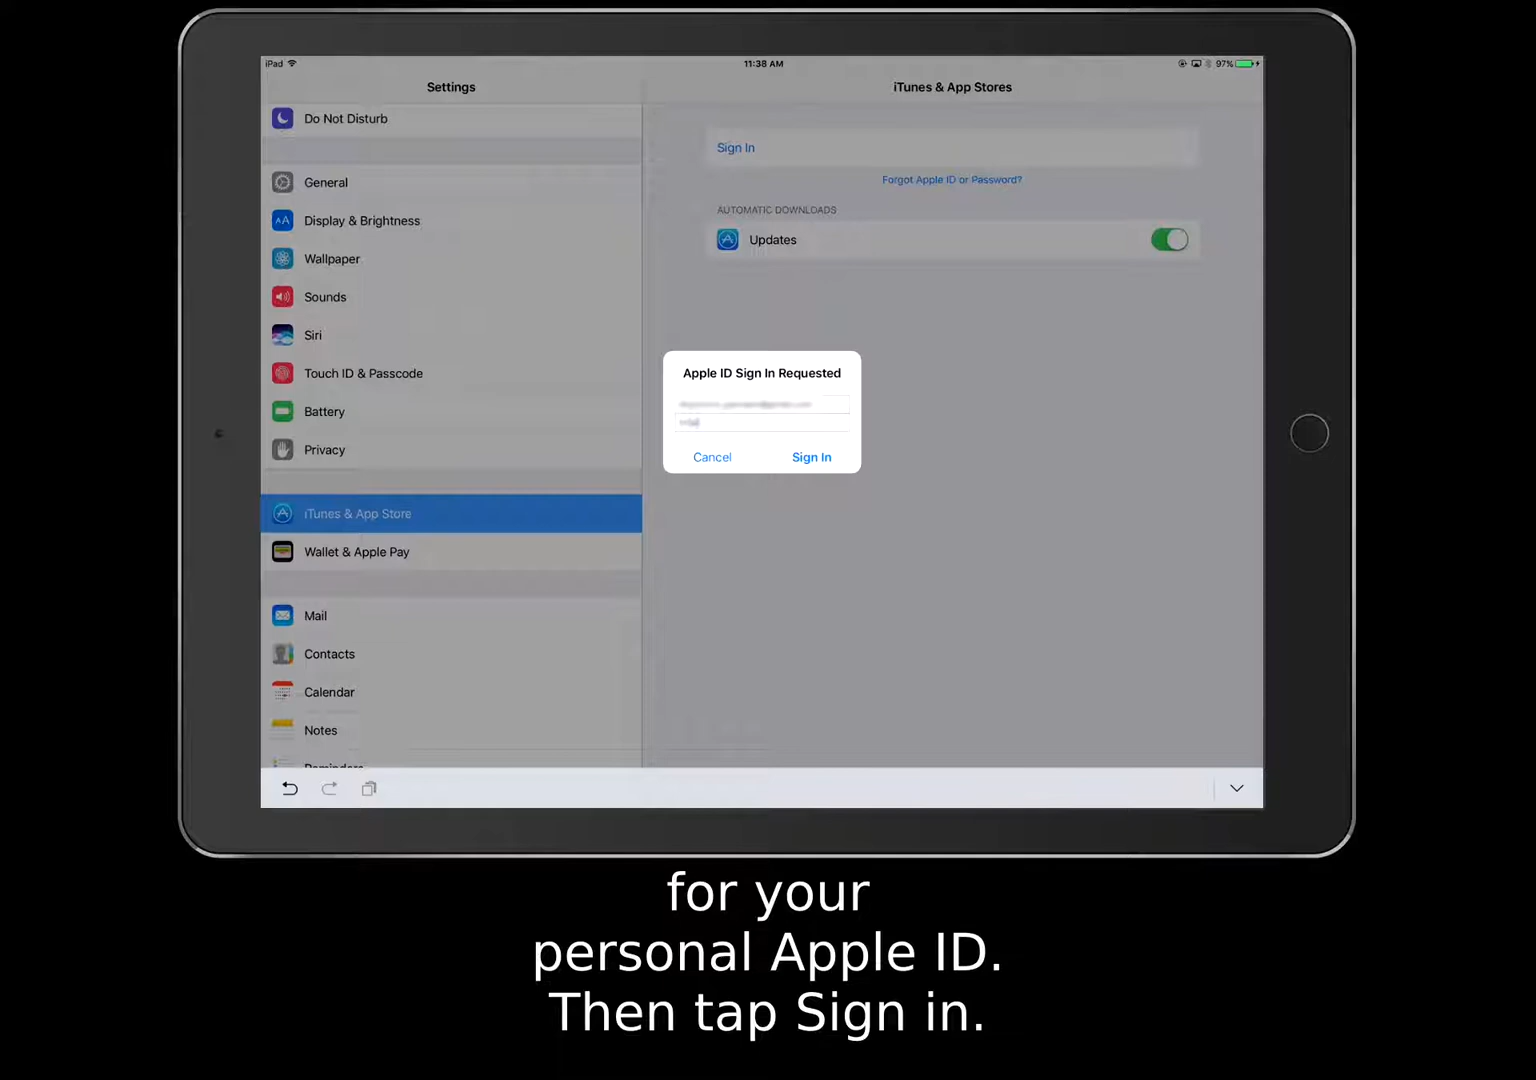 iPad
11:38 AM
97%
Settings
iTunes & App Stores
Do Not Disturb
General
Display & Brightness
Wallpaper
Sounds
Siri
Touch ID & Passcode
Battery
Privacy
iTunes & App Store
Wallet & Apple Pay
Mail
Contacts
Calendar
Notes
Reminders
Sign In
Forgot Apple ID or Password?
AUTOMATIC DOWNLOADS
Updates
Apple ID Sign In Requested
Cancel
Sign In
for your
personal Apple ID.
Then tap Sign in.